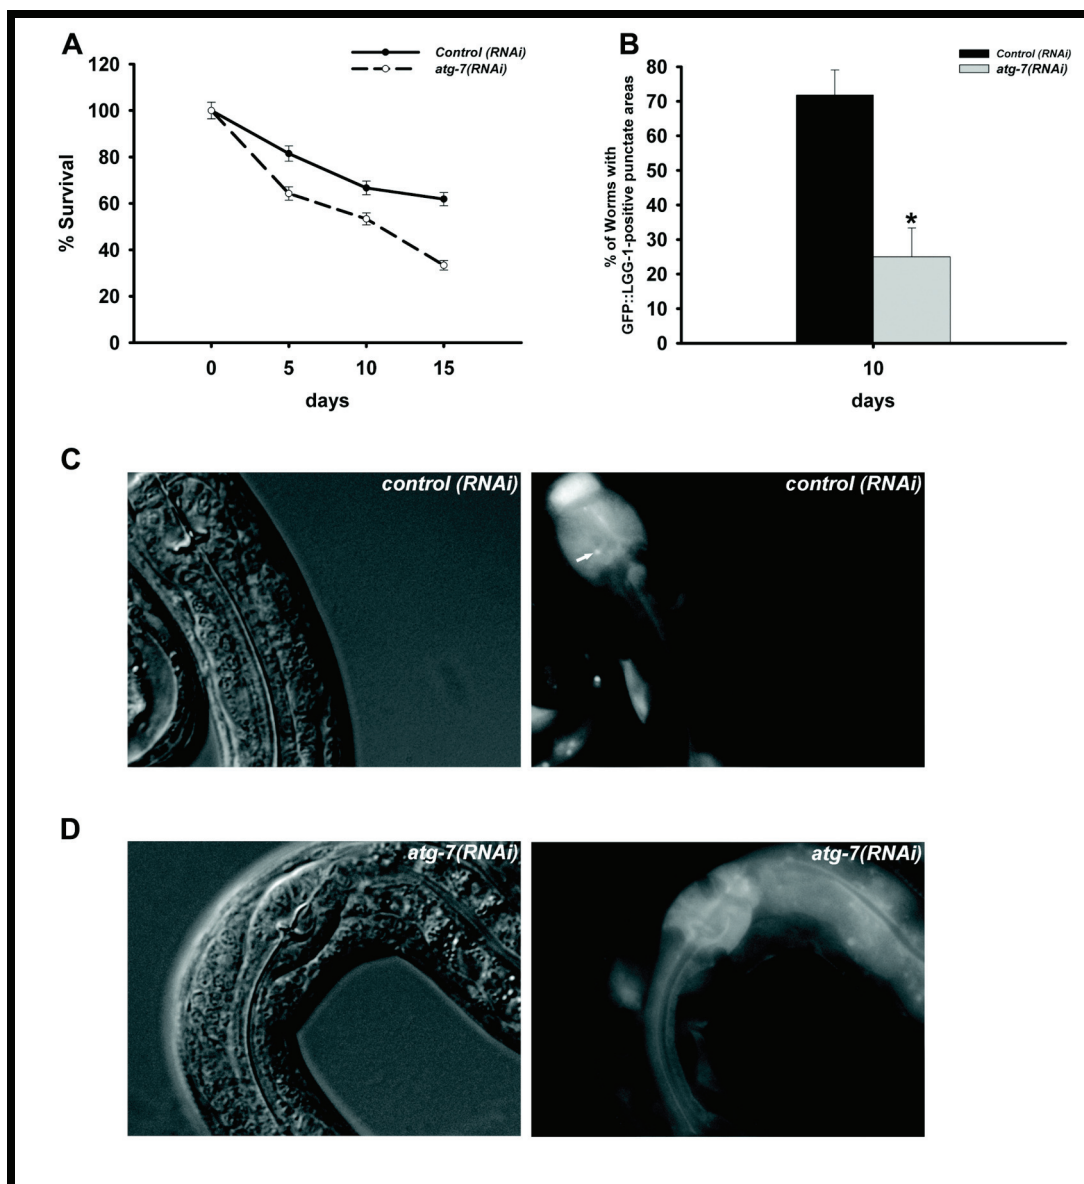 A
Control (RNAi)
atg-7(RNAi)
120
100
80
60
40
20
0
% Survival
0 5 10 15
days
B
Control (RNAi)
atg-7(RNAi)
80
70
60
50
40
30
20
10
0
% of Worms with
GFP::LGG-1-positive punctate areas
*
10
days
C
control (RNAi)
control (RNAi)
D
atg-7(RNAi)
atg-7(RNAi)